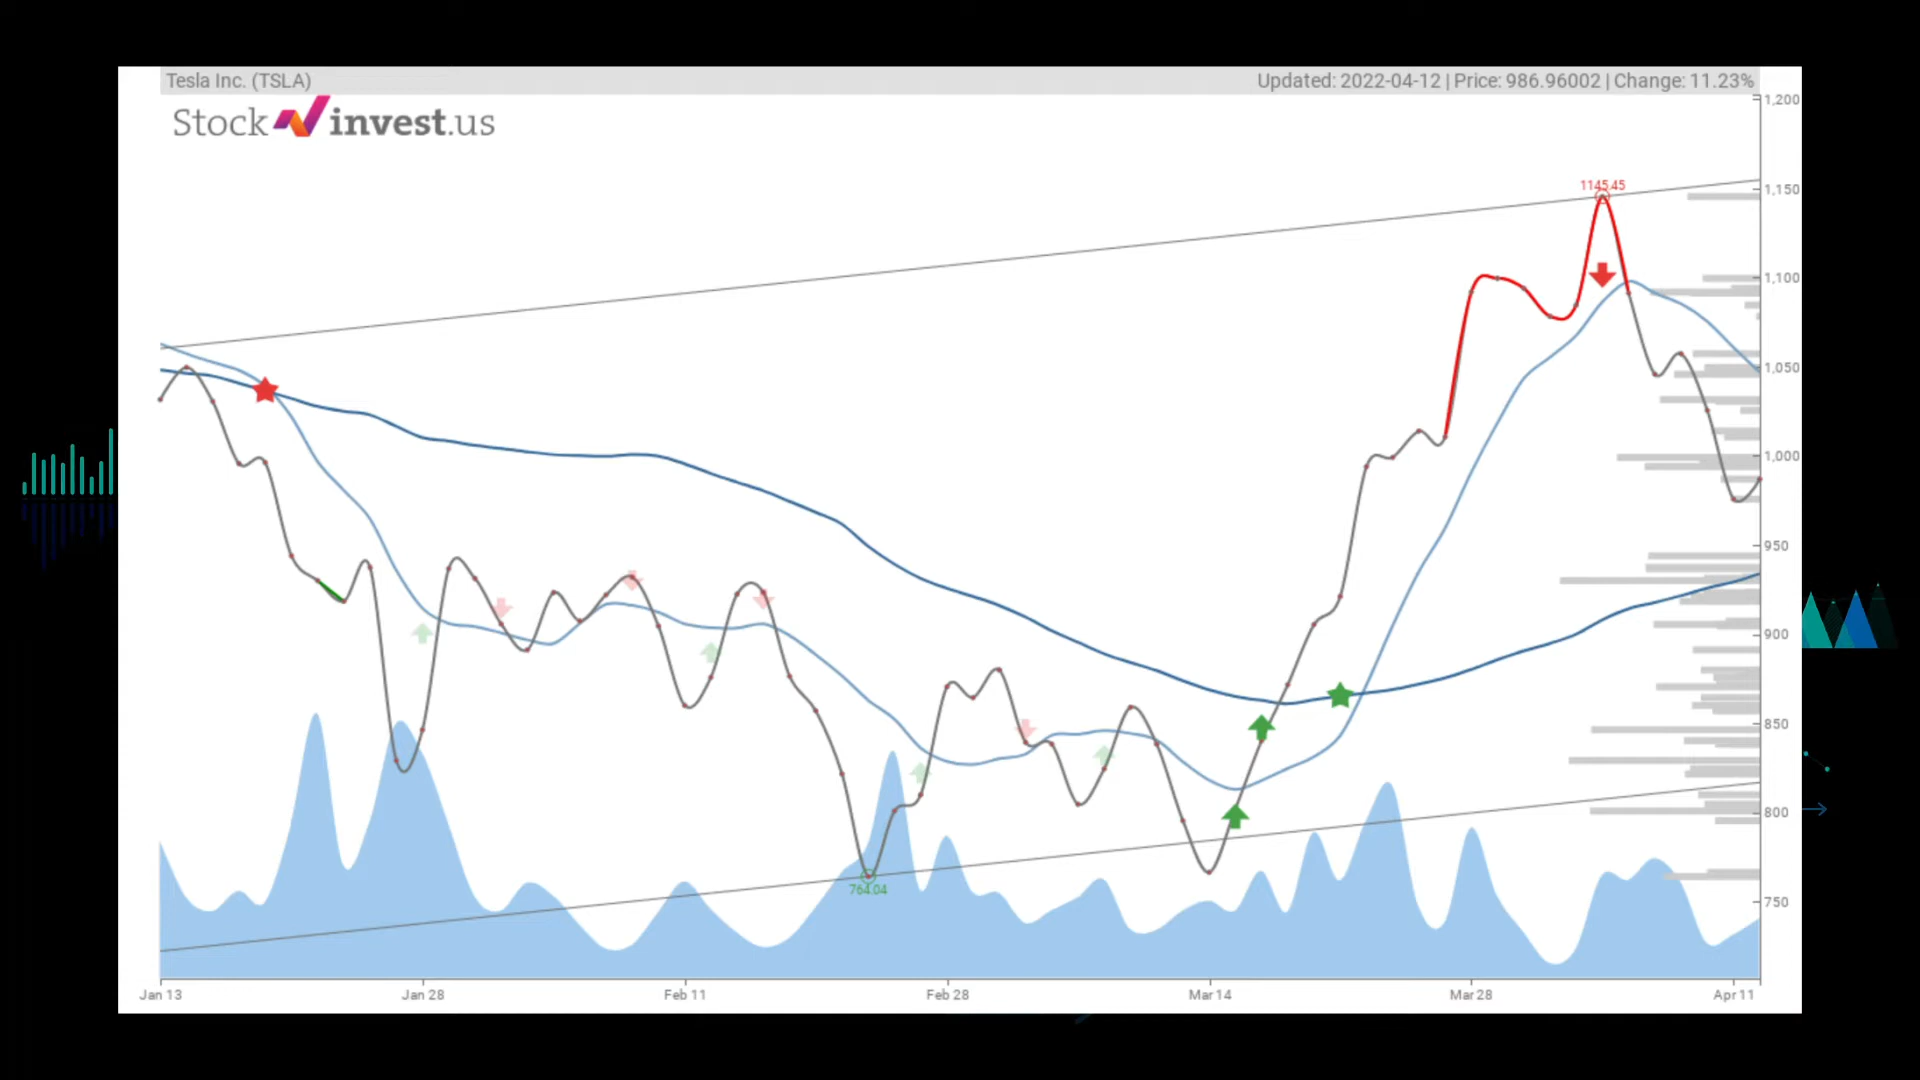 Tesla Inc. (TSLA)
Updated: 2022-04-12 | Price: 986.96002 | Change: 11.23%
Stock invest.us
1,200
1145.45
1,150
1,100
1,050
1,000
950
900
850
800
764.04
750
Jan 13
Jan 28
Feb 11
Feb 28
Mar 14
Mar 28
Apr 11